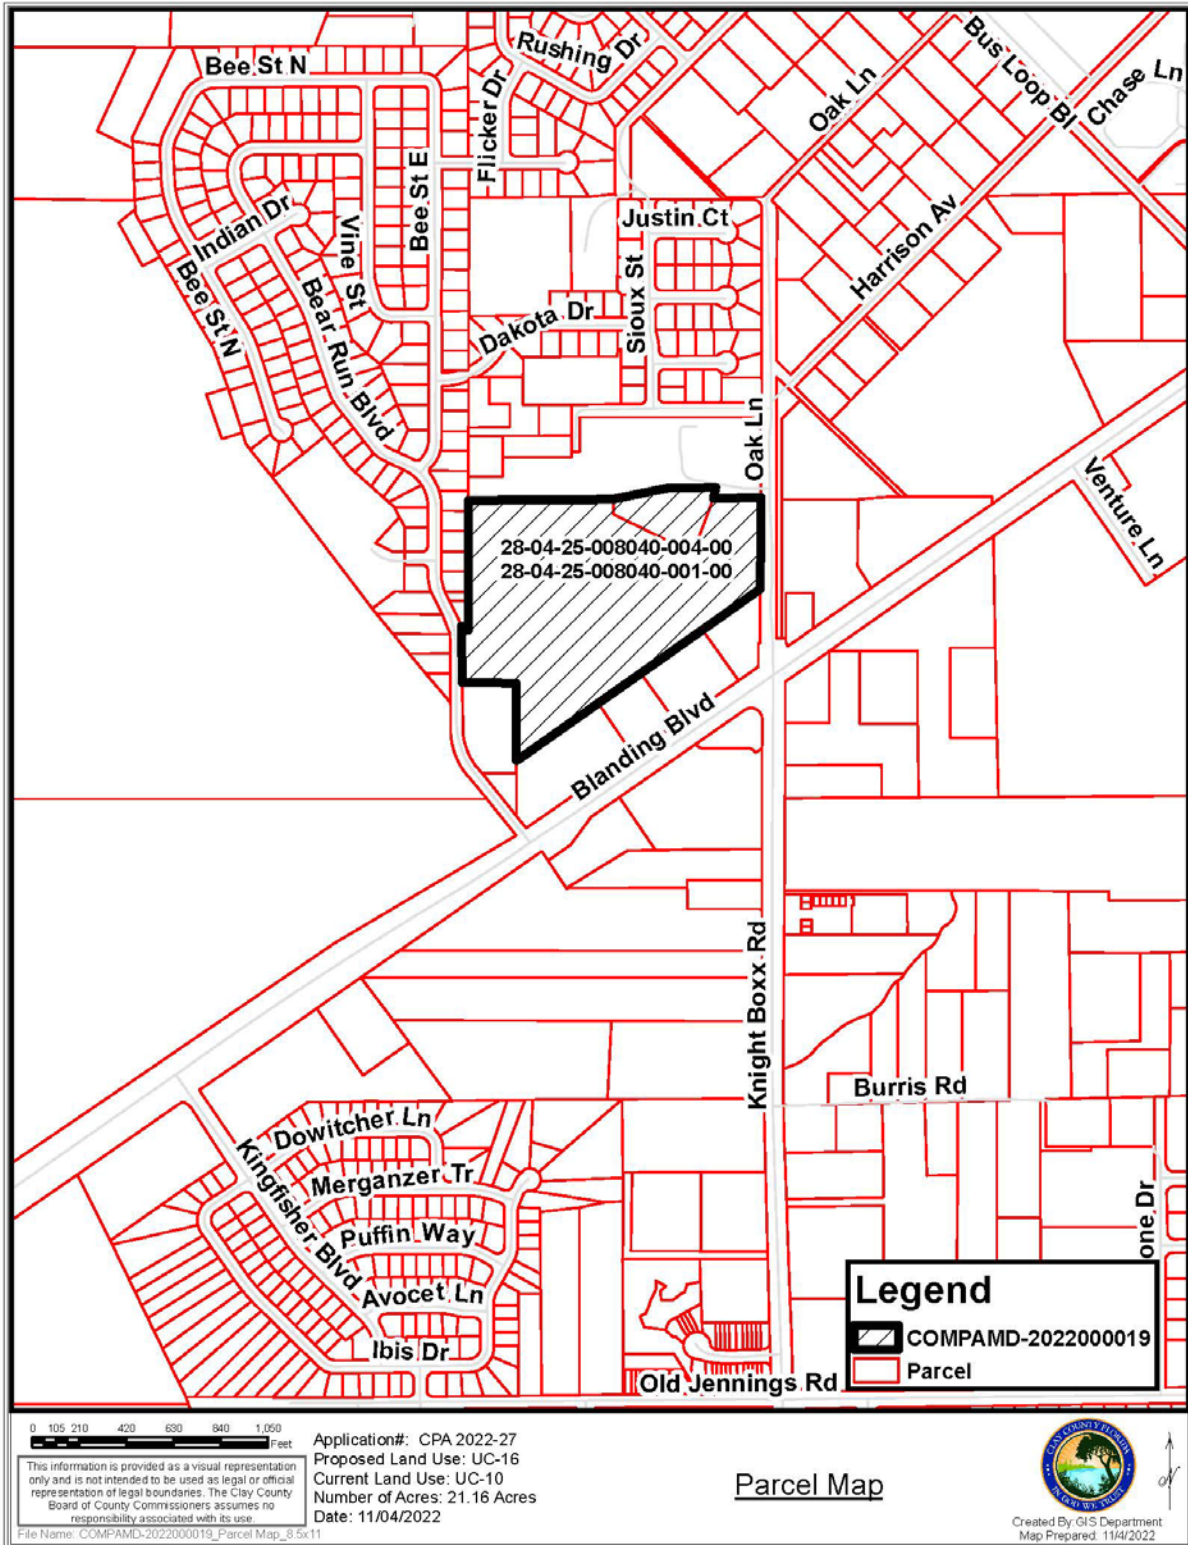 Bee St N
Rushing Dr
Flicker Dr
Bus Loop Bl
Chase Ln
Oak Ln
Bee St E
Indian Dr
Vine St
Justin Ct
Harrison Av
Bee St N
Bear Run Blvd
Dakota Dr
Sioux St
Oak Ln
Venture Ln
28-04-25-008040-004-00
28-04-25-008040-001-00
Blanding Blvd
Knight Boxx Rd
Burris Rd
Dowitcher Ln
Kingfisher Blvd
Merganzer Tr
Puffin Way
Avocet Ln
Ibis Dr
one Dr
Old Jennings Rd
Legend
COMPAMD-2022000019
Parcel
0 105 210 420 630 840 1,050
Feet
This information is provided as a visual representation
only and is not intended to be used as legal or official
representation of legal boundaries. The Clay County
Board of County Commissioners assumes no
responsibility associated with its use.
File Name: COMPAMD-2022000019_Parcel Map_8.5x11
Application#: CPA 2022-27
Proposed Land Use: UC-16
Current Land Use: UC-10
Number of Acres: 21.16 Acres
Date: 11/04/2022
Parcel Map
CLAY COUNTY FLORIDA
IN GOD WE TRUST
N
Created By: GIS Department
Map Prepared: 11/4/2022